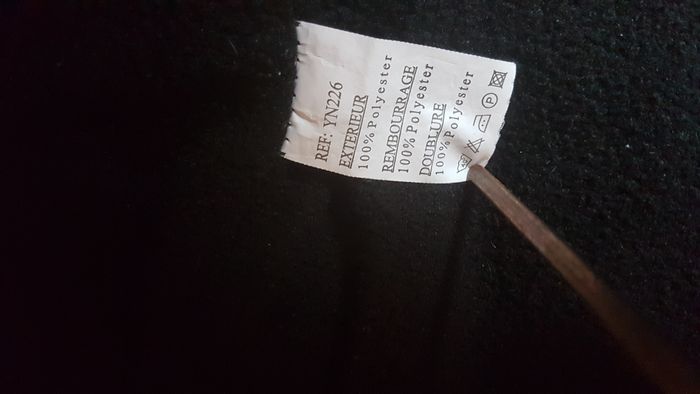 REF: YN226
EXTERIEUR
100% Polyester
REMBOURRAGE
100% Polyester
DOUBLURE
100% Polyester
P